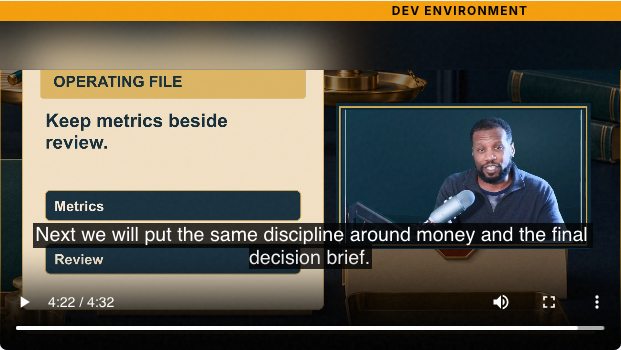 DEV ENVIRONMENT
OPERATING FILE
Keep metrics beside
review.
Metrics
Next we will put the same discipline around money and the final
decision brief.
Review
4:22 / 4:32